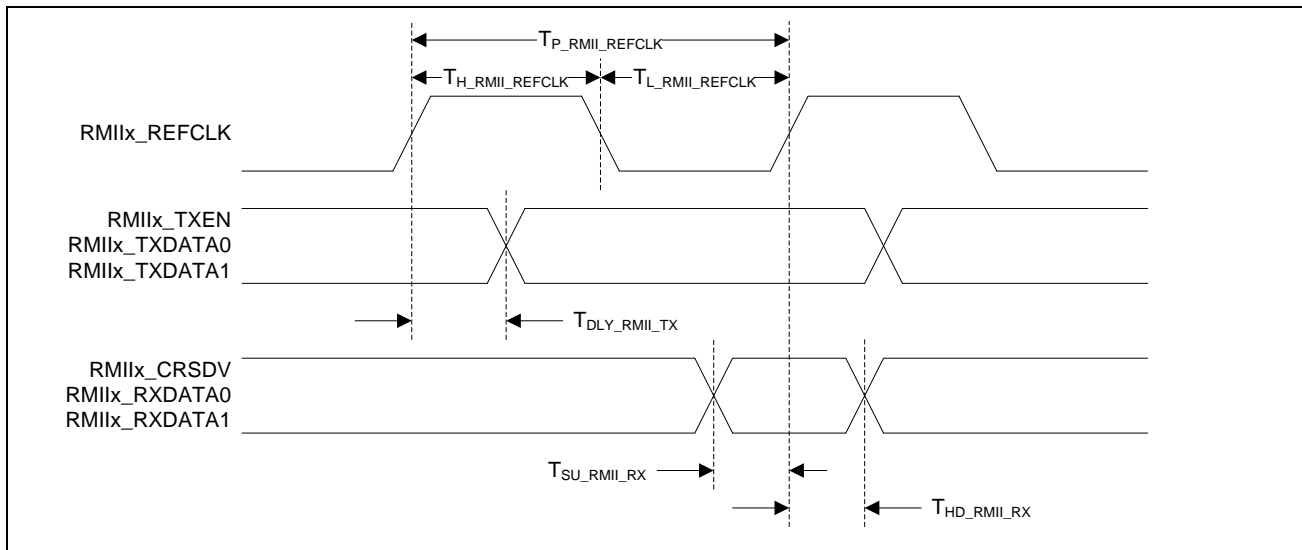 T_P_RMII_REFCLK
T_H_RMII_REFCLK T_L_RMII_REFCLK
RMIIx_REFCLK
RMIIx_TXEN
RMIIx_TXDATA0
RMIIx_TXDATA1
T_DLY_RMII_TX
RMIIx_CRSDV
RMIIx_RXDATA0
RMIIx_RXDATA1
T_SU_RMII_RX
T_HD_RMII_RX